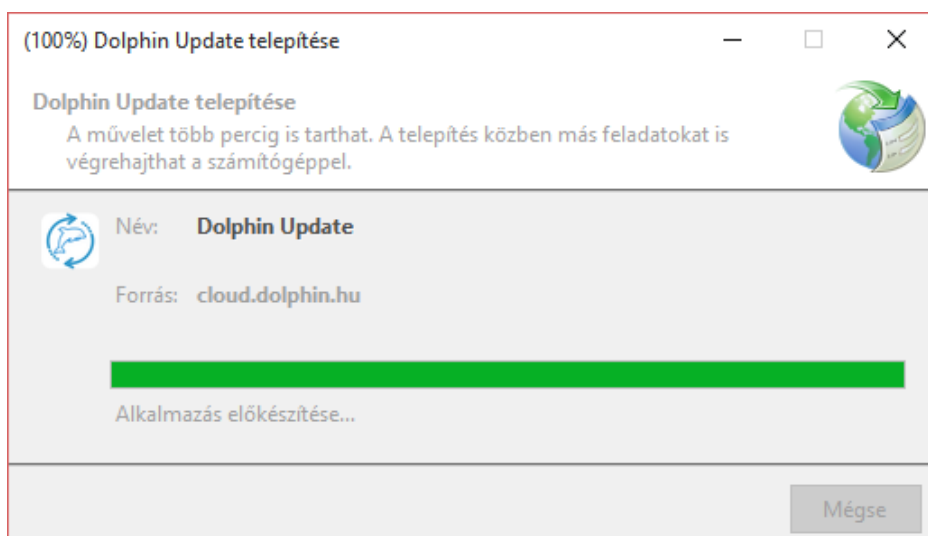 (100%) Dolphin Update telepítése
Dolphin Update telepítése
A művelet több percig is tarthat. A telepítés közben más feladatokat is
végrehajthat a számítógéppel.
Név: Dolphin Update
Forrás: cloud.dolphin.hu
Alkalmazás előkészítése...
Mégse